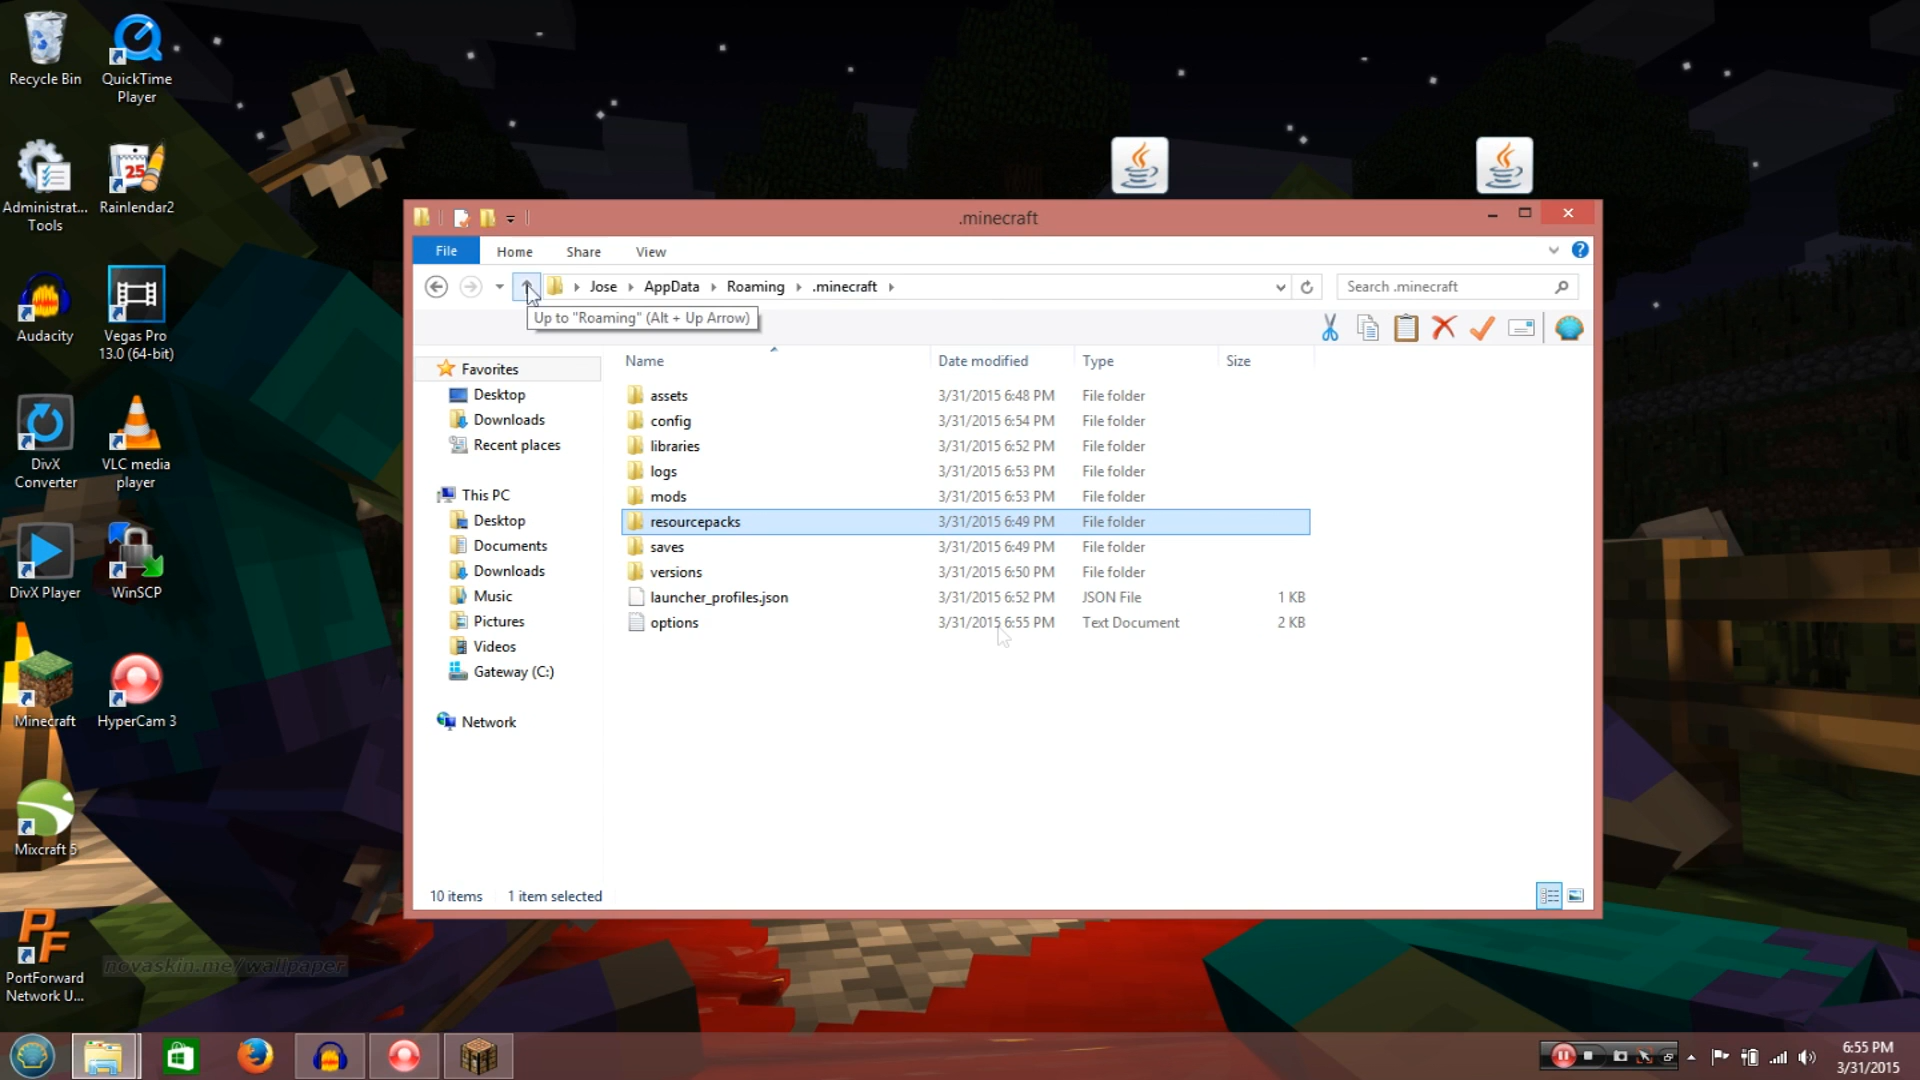 Recycle Bin
QuickTime
Player
Administrat...
Tools
25
Rainlendar2
Audacity
Vegas Pro
13.0 (64-bit)
DivX
Converter
VLC media
player
DivX Player
WinSCP
Minecraft
HyperCam 3
Mixcraft 5
PF
PortForward
Network U...
novaskin.me/wallpaper
.minecraft
File
Home
Share
View
Jose
AppData
Roaming
.minecraft
Search .minecraft
Up to "Roaming" (Alt + Up Arrow)
Favorites
Desktop
Downloads
Recent places
This PC
Desktop
Documents
Downloads
Music
Pictures
Videos
Gateway (C:)
Network
Name Date modified Type Size
assets 3/31/2015 6:48 PM File folder
config 3/31/2015 6:54 PM File folder
libraries 3/31/2015 6:52 PM File folder
logs 3/31/2015 6:53 PM File folder
mods 3/31/2015 6:53 PM File folder
resourcepacks 3/31/2015 6:49 PM File folder
saves 3/31/2015 6:49 PM File folder
versions 3/31/2015 6:50 PM File folder
launcher_profiles.json 3/31/2015 6:52 PM JSON File 1 KB
options 3/31/2015 6:55 PM Text Document 2 KB
10 items 1 item selected
6:55 PM
3/31/2015